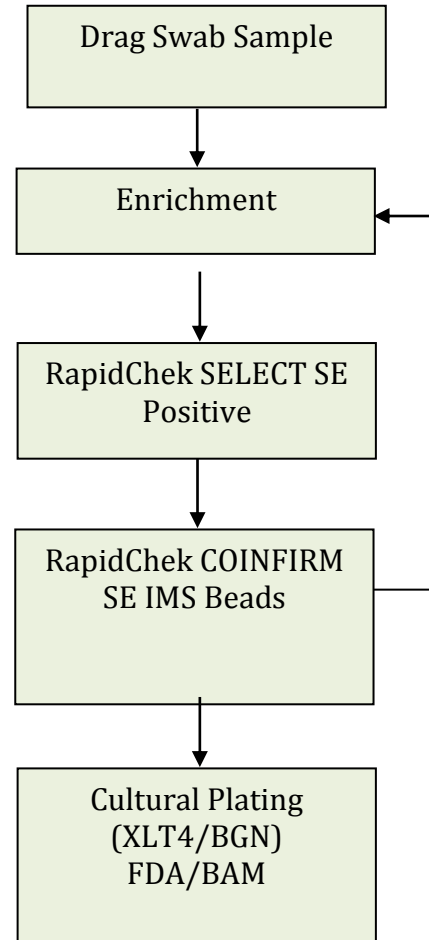 Drag Swab Sample
Enrichment
RapidChek SELECT SE
Positive
RapidChek COINFIRM
SE IMS Beads
Cultural Plating
(XLT4/BGN)
FDA/BAM